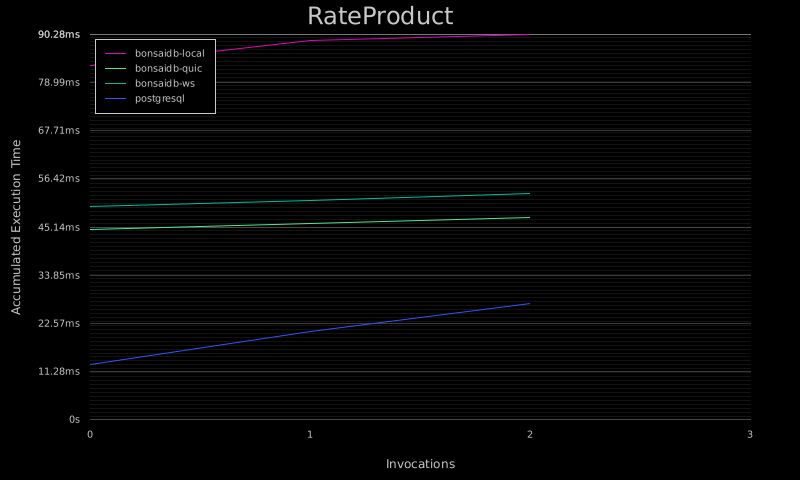 RateProduct
90.28ms
bonsaidb-local
bonsaidb-quic
bonsaidb-ws
postgresql
78.99ms
67.71ms
56.42ms
45.14ms
33.85ms
22.57ms
11.28ms
0s
Accumulated Execution Time
0 1 2 3
Invocations